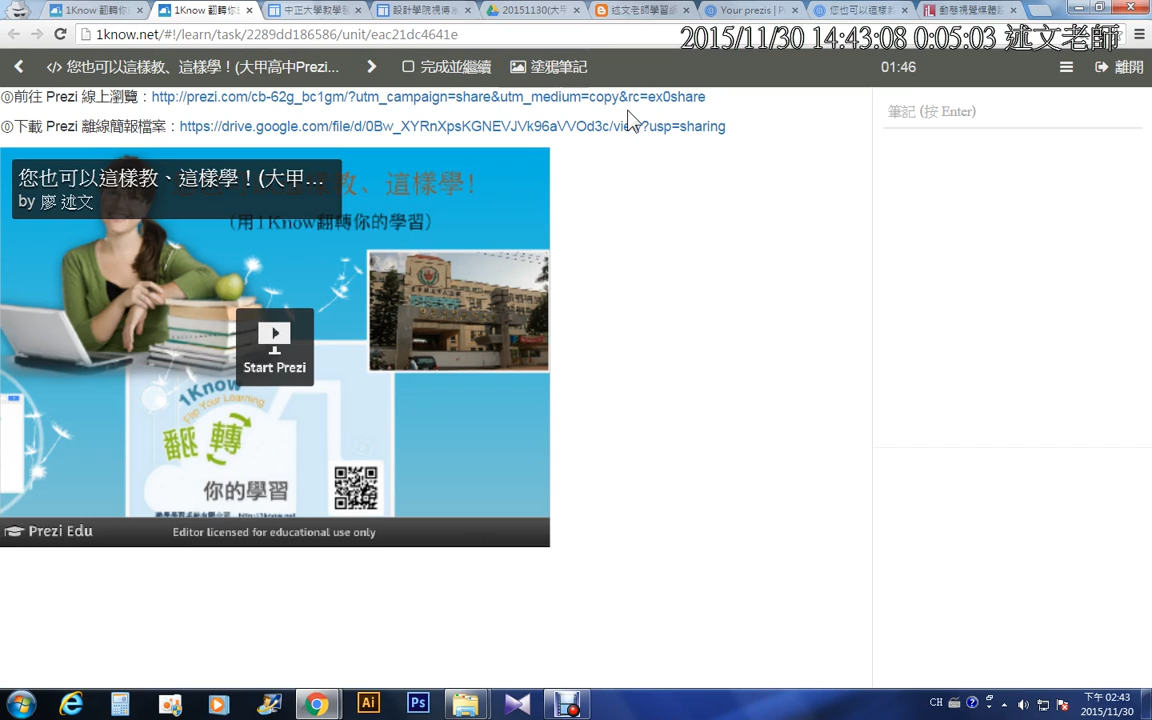 1Know 翻轉你
1Know 翻轉你
中正大學教學
設計學院視傳
20151130(大甲
述文老師學習
Your prezis | P
您也可以這樣
動態視覺媒體
1know.net/#!/learn/task/2289dd186586/unit/eac21dc4641e
2015/11/30 14:43:08 0:05:03 述文老師
</> 您也可以這樣教、這樣學！(大甲高中Prezi...
完成並繼續
塗鴉筆記
01:46
離開
⓪前往 Prezi 線上瀏覽：http://prezi.com/cb-62g_bc1gm/?utm_campaign=share&utm_medium=copy&rc=ex0share
筆記 (按 Enter)
⓪下載 Prezi 離線簡報檔案：https://drive.google.com/file/d/0Bw_XYRnXpsKGNEVJVk96aVVOd3c/view?usp=sharing
您也可以這樣教、這樣學！(大甲...
by 廖 述文
教、這樣學!
(用1Know翻轉你的學習)
Start Prezi
1Know
Flip Your Learning
翻轉
你的學習
Prezi Edu
Editor licensed for educational use only
Ai
Ps
CH
下午 02:43
2015/11/30